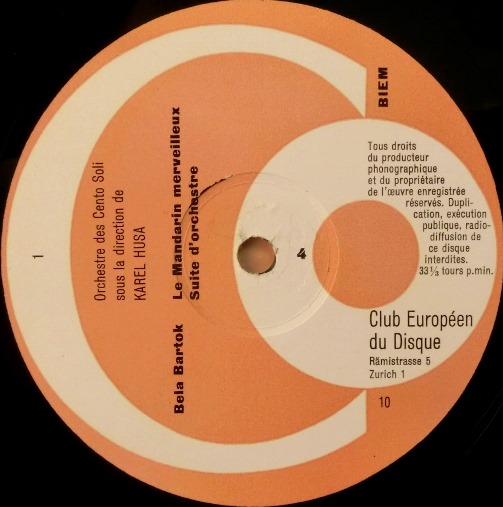 1
Orchestre des Cento Soli
sous la direction de
KAREL HUSA
Bela Bartok Le Mandarin merveilleux
Suite d'orchestre
4
BIEM
Tous droits
du producteur
phonographique
et du propriétaire
de l'œuvre enregistrée
réservés. Dupli-
cation, exécution
publique, radio-
diffusion de
ce disque
interdites.
33⅓ tours p.min.
Club Européen
du Disque
Rämistrasse 5
Zurich 1
10